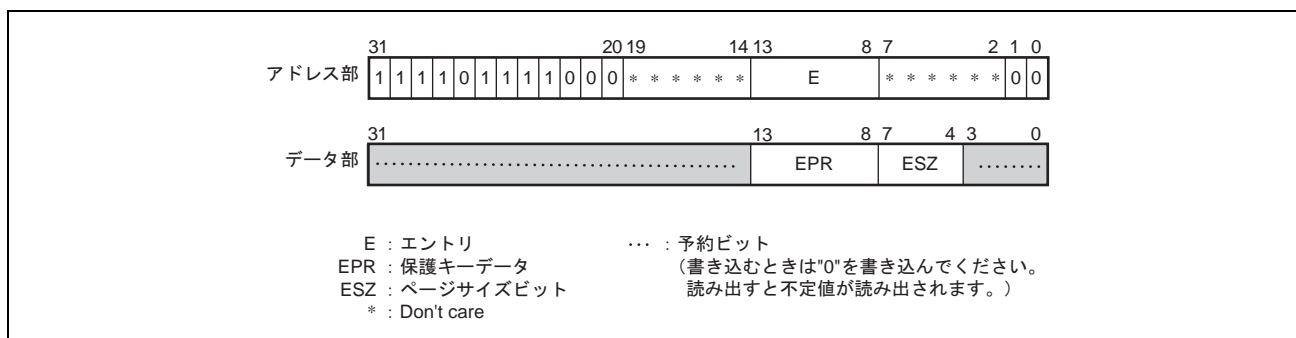 31 20 19 14 13 8 7 2 1 0
アドレス部 1 1 1 1 0 1 1 1 1 0 0 0 * * * * * * E * * * * * * 0 0
31 13 8 7 4 3 0
データ部 ・・・・・・・・・・・・・・・・・・・・・・・・・・・・・・・・・・・・・・・・ EPR ESZ ・・・・・・・・
E : エントリ ··· : 予約ビット
EPR : 保護キーデータ (書き込むときは"0"を書き込んでください。
ESZ : ページサイズビット 読み出すと不定値が読み出されます。)
* : Don't care